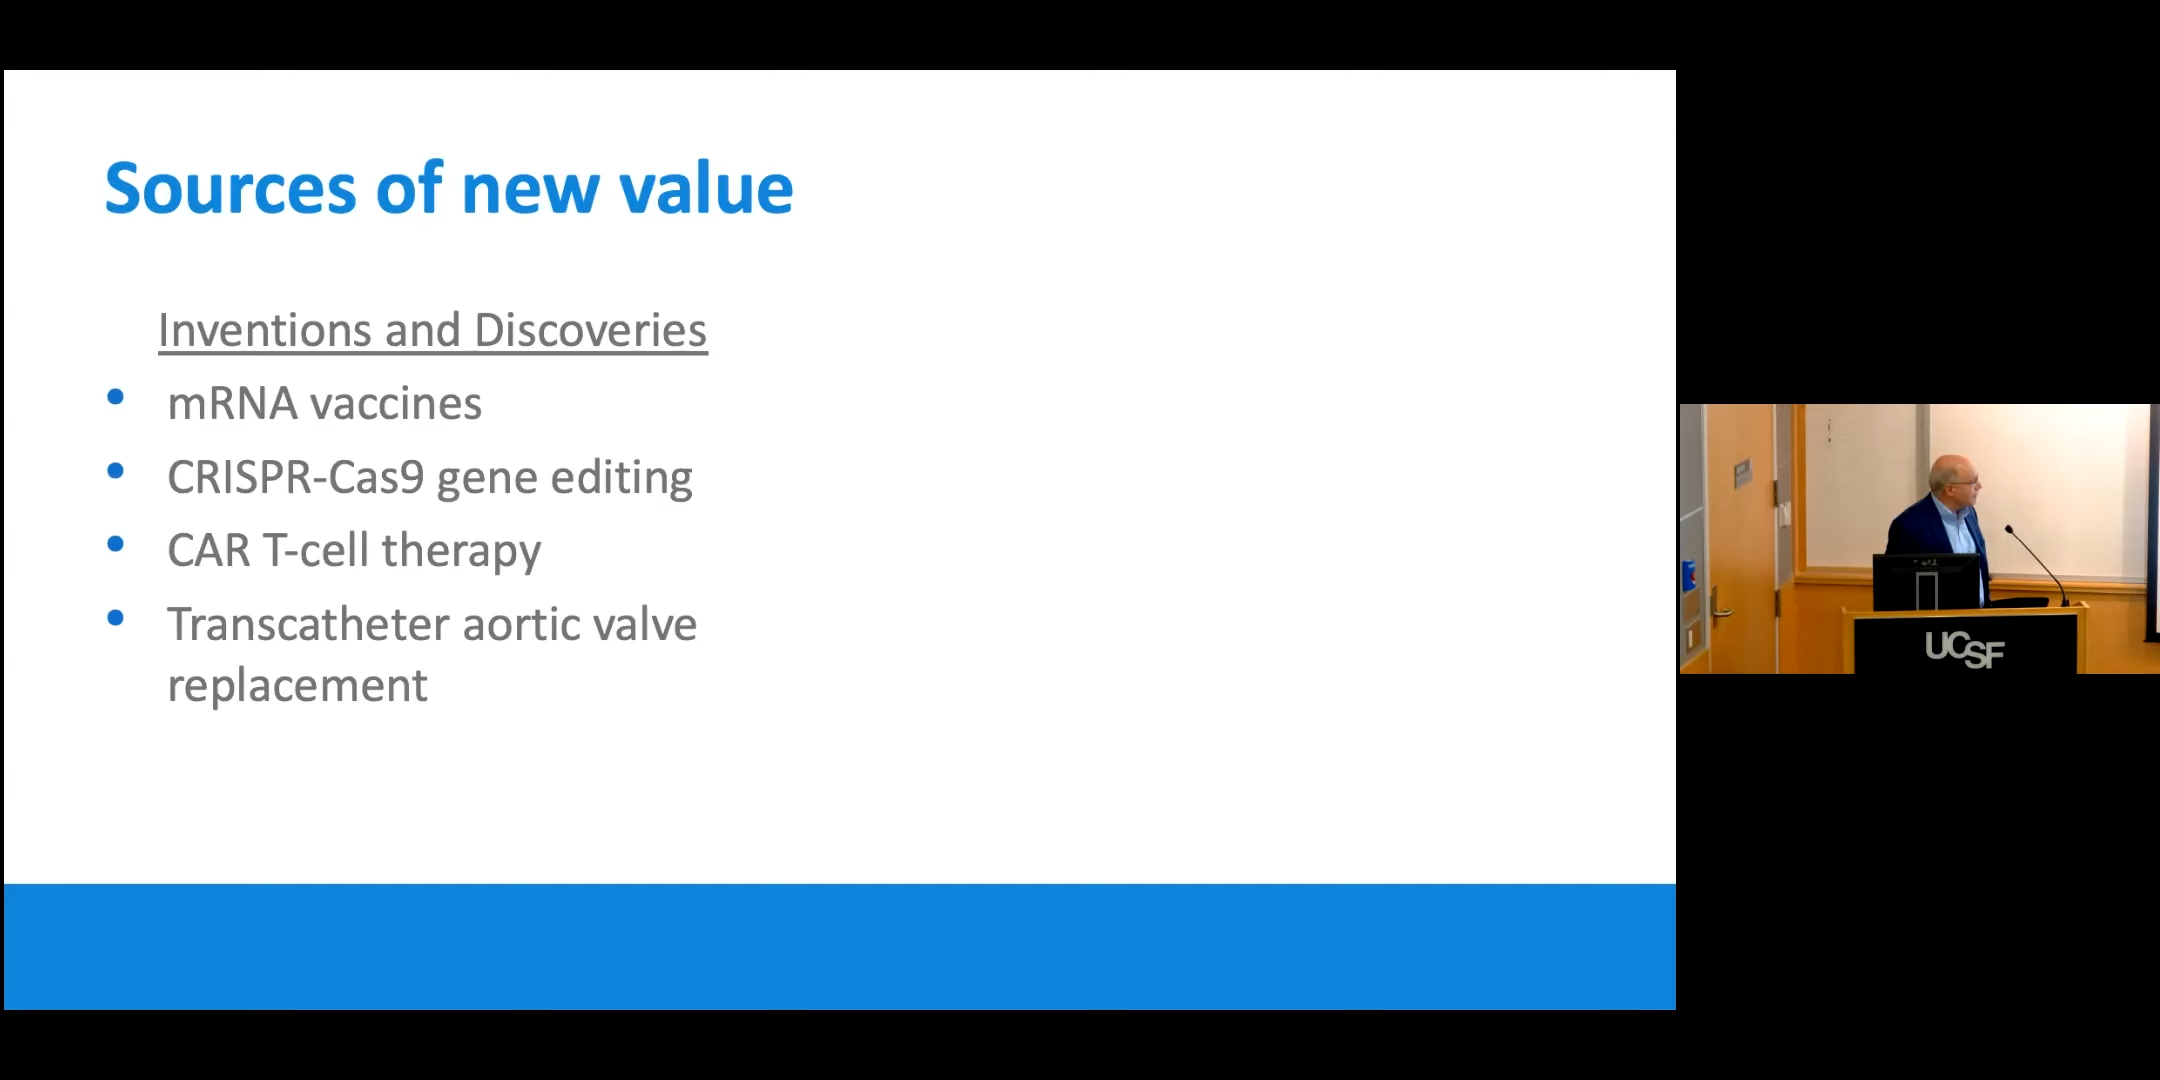 Sources of new value
Inventions and Discoveries
mRNA vaccines
CRISPR-Cas9 gene editing
CAR T-cell therapy
Transcatheter aortic valve
replacement
UCSF